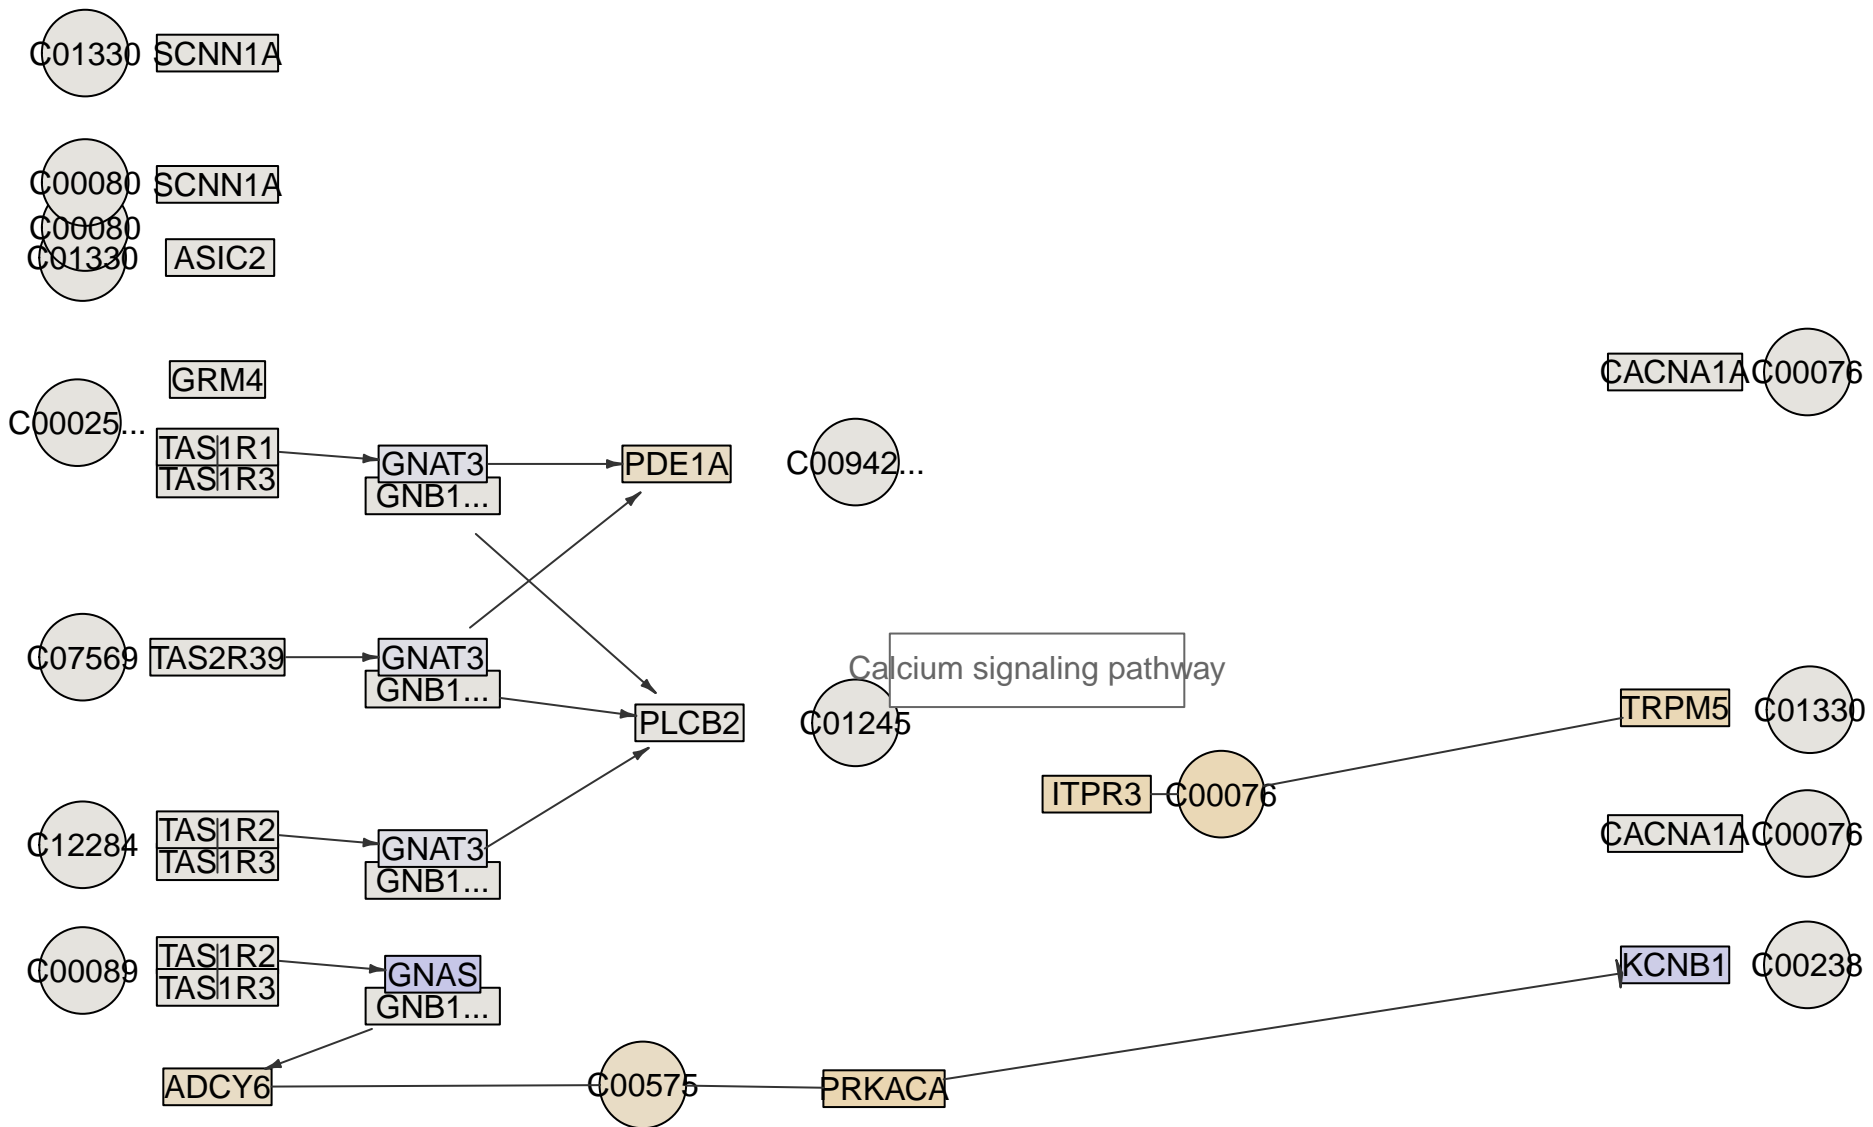 C01330 SCNN1A
C00080 SCNN1A
C00080
C01330 ASIC2
GRM4
CACNA1A C00076
C00025...
TAS1R1
TAS1R3
GNAT3
GNB1...
PDE1A
C00942...
C07569 TAS2R39
GNAT3
GNB1...
Calcium signaling pathway
PLCB2
C01245
TRPM5 C01330
ITPR3 C00076
C12284
TAS1R2
TAS1R3
GNAT3
GNB1...
CACNA1A C00076
C00089
TAS1R2
TAS1R3
GNAS
GNB1...
KCNB1 C00238
ADCY6
C00575
PRKACA